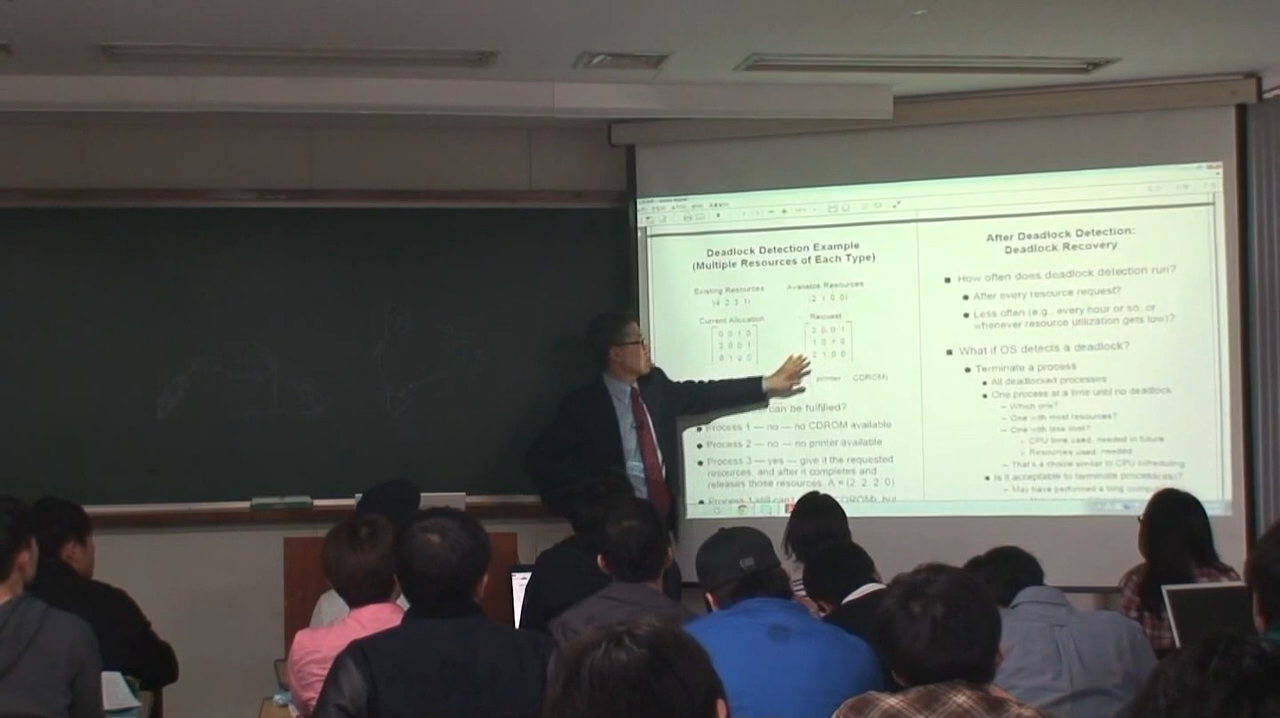 Deadlock Detection Example
(Multiple Resources of Each Type)
Existing Resources
(4 2 3 1)
Available Resources
(2 1 0 0)
Current Allocation
0 0 1 0
2 0 0 1
0 1 2 0
Request
2 0 0 1
1 0 1 0
2 1 0 0
printer CDROM)
can be fulfilled?
Process 1 — no — no CDROM available
Process 2 — no — no printer available
Process 3 — yes — give it the requested
resources, and after it completes and
releases those resources, A = (2 2 2 0)
After Deadlock Detection:
Deadlock Recovery
How often does deadlock detection run?
After every resource request?
Less often (e.g., every hour or so, or
whenever resource utilization gets low)?
What if OS detects a deadlock?
Terminate a process
All deadlocked processes
One process at a time until no deadlock
– Which one?
– One with most resources?
– One with less cost?
CPU time used, needed in future
Resources used, needed
– That's a choice similar to CPU scheduling
Is it acceptable to terminate process(es)?
– May have performed a long